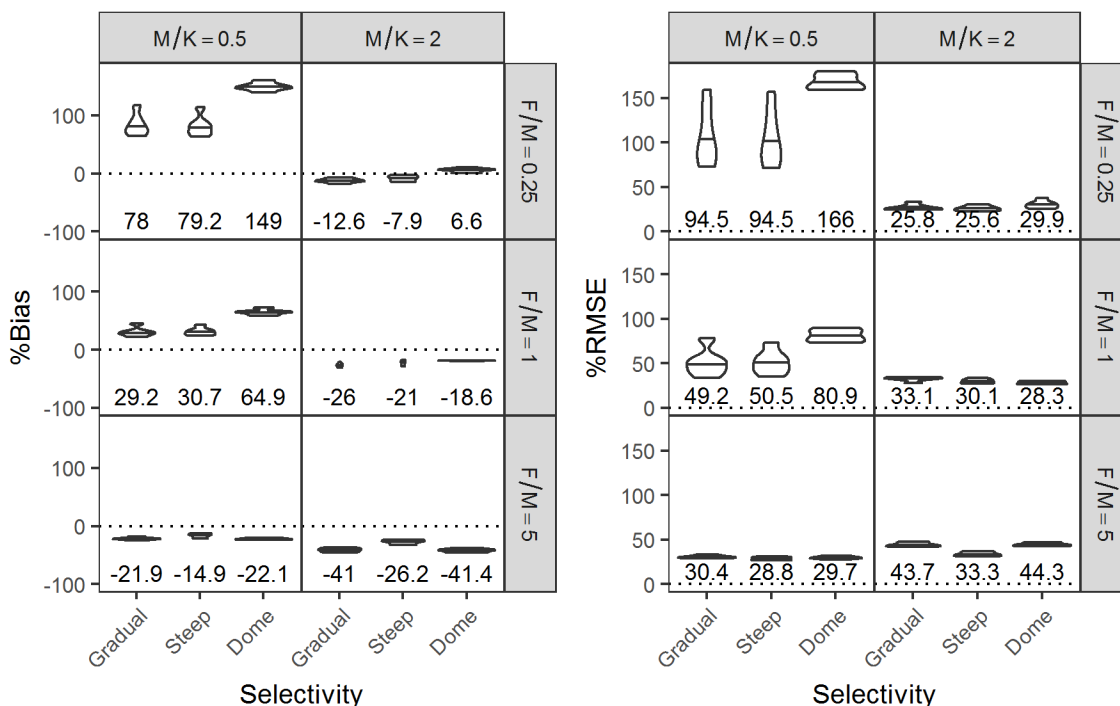 M/K = 0.5 M/K = 2
%Bias
100
0
-100
78 79.2 149 -12.6 -7.9 6.6
F/M = 0.25
100
0
-100
29.2 30.7 64.9 -26 -21 -18.6
F/M = 1
100
0
-100
-21.9 -14.9 -22.1 -41 -26.2 -41.4
F/M = 5
Gradual Steep Dome Gradual Steep Dome
Selectivity
M/K = 0.5 M/K = 2
%RMSE
150
100
50
0
94.5 94.5 166 25.8 25.6 29.9
F/M = 0.25
150
100
50
0
49.2 50.5 80.9 33.1 30.1 28.3
F/M = 1
150
100
50
0
30.4 28.8 29.7 43.7 33.3 44.3
F/M = 5
Gradual Steep Dome Gradual Steep Dome
Selectivity